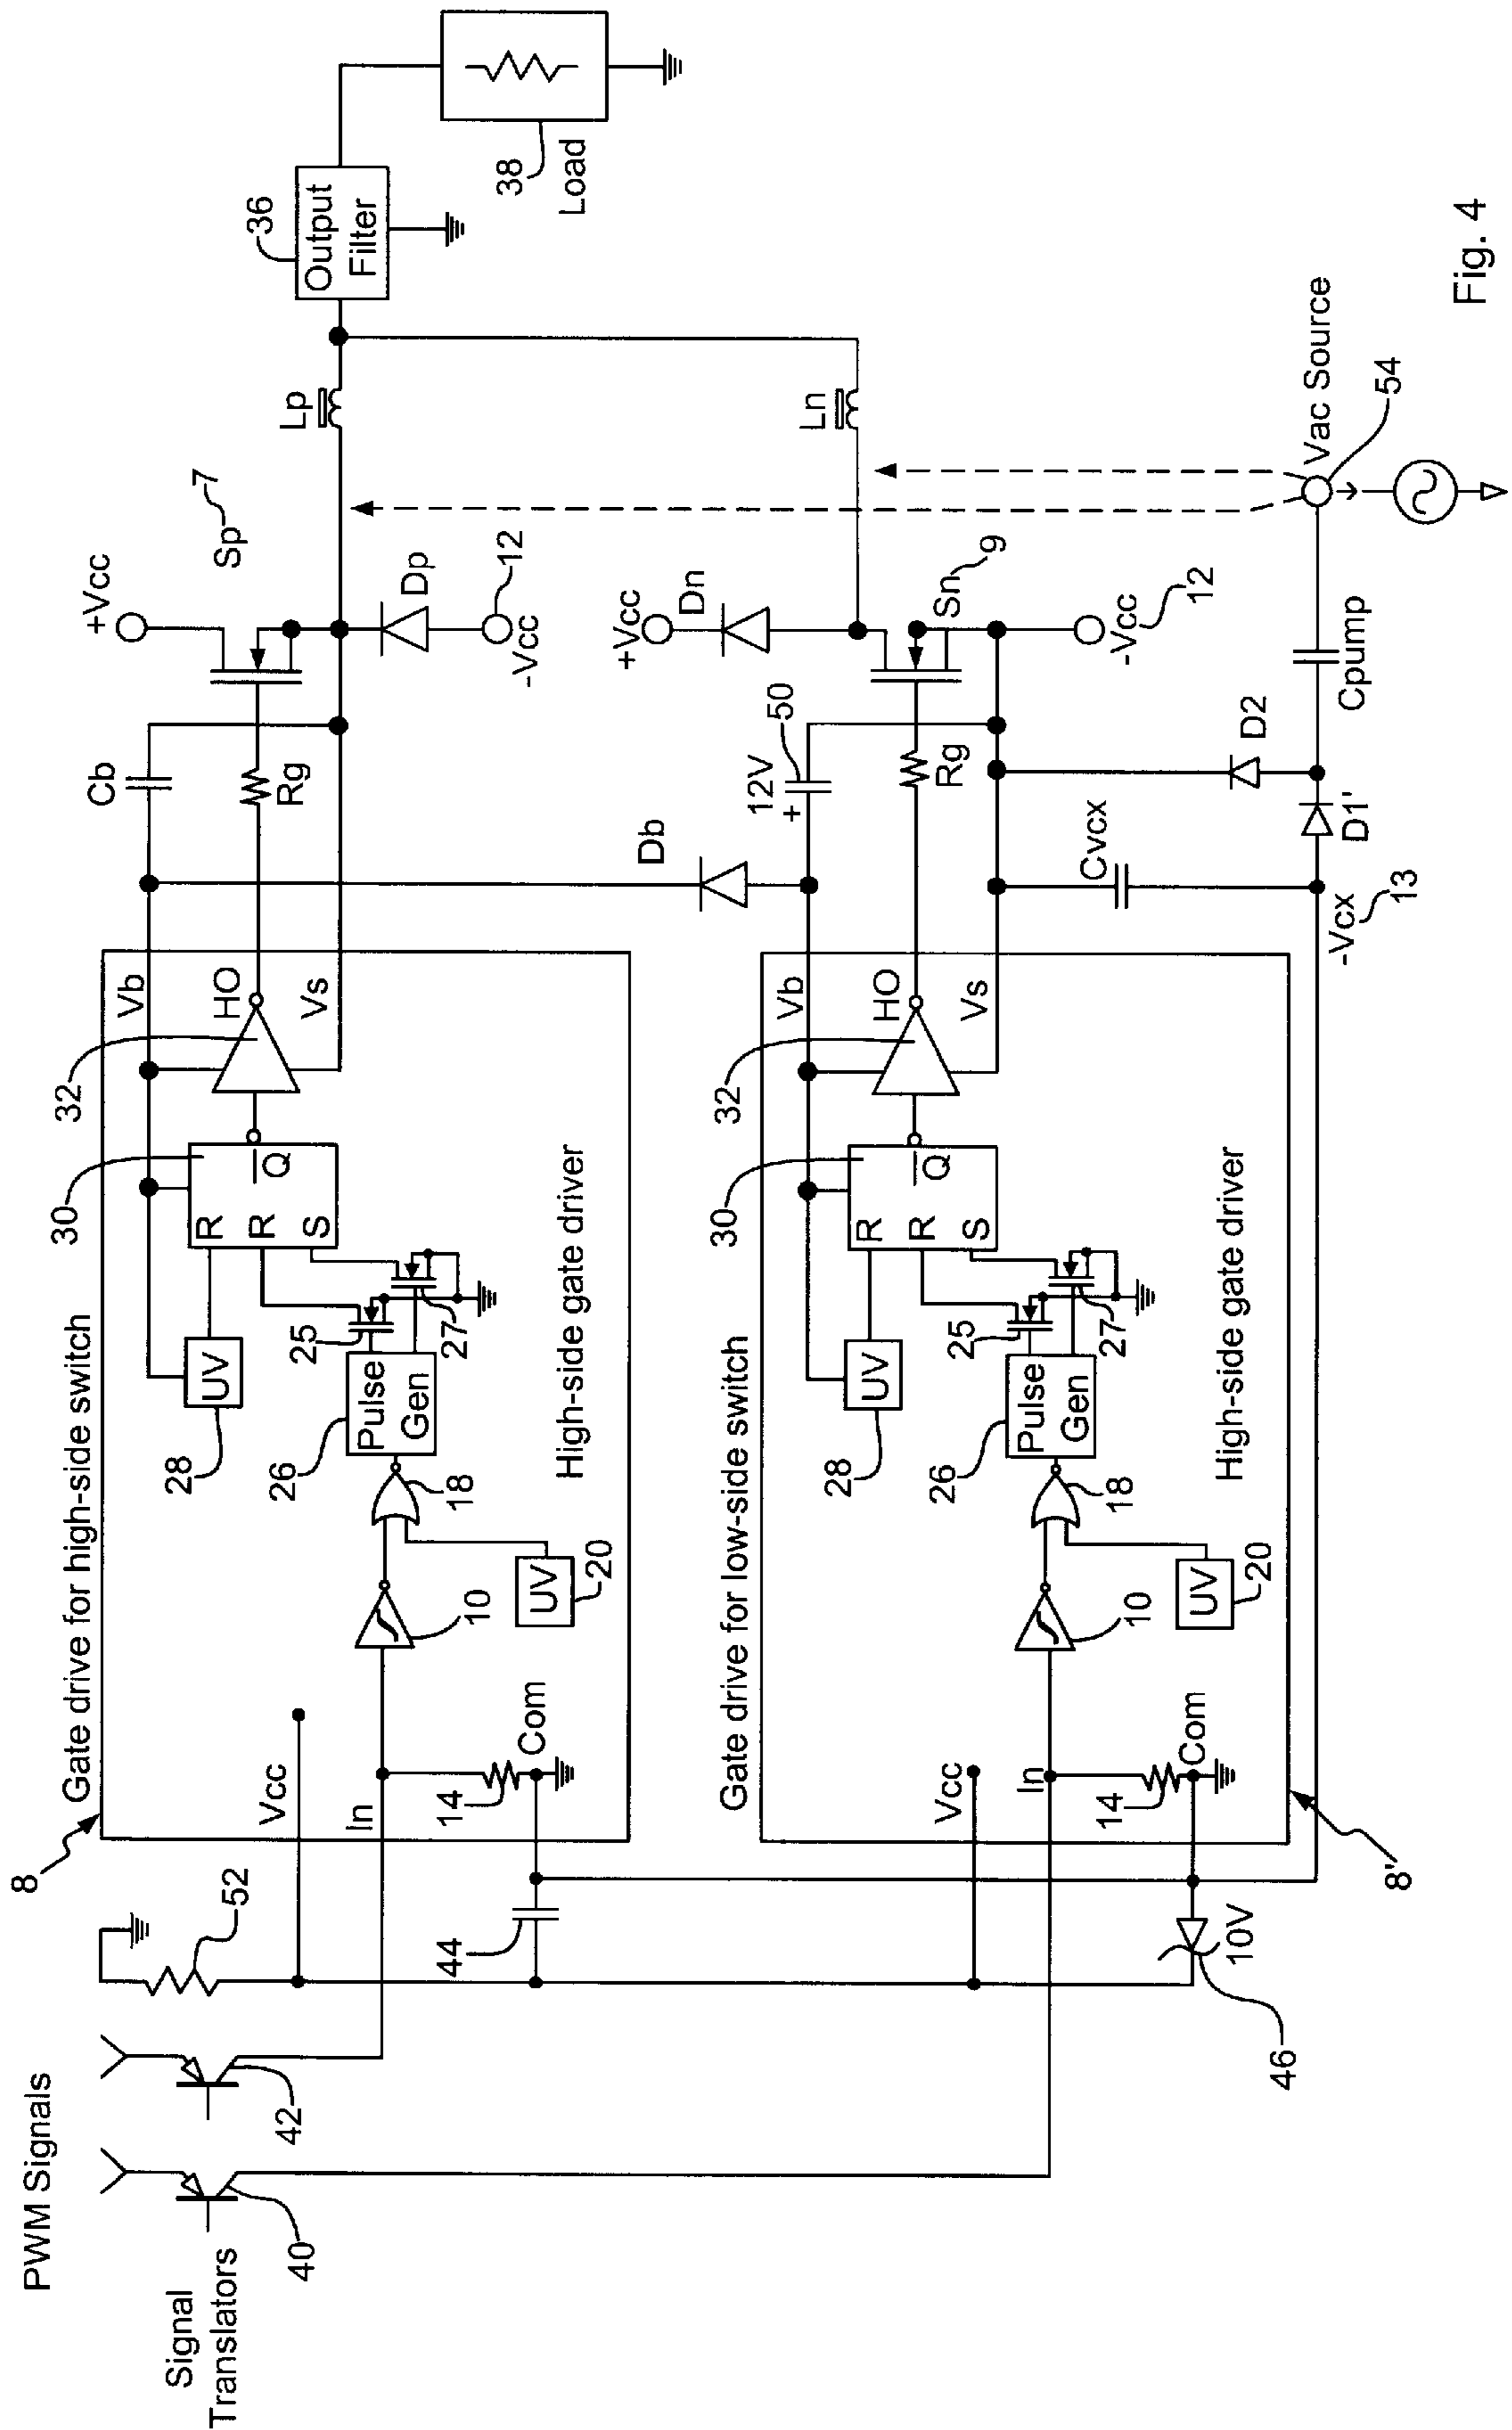 PWM Signals
Signal
Translators
40
42
52
8
Gate drive for high-side switch
Vcc
In
14
Com
44
10
20
UV
18
26
Pulse
Gen
25
27
28
UV
30
R
R
S
Q
32
Vb
HO
Vs
High-side gate driver
Cb
Rg
+Vcc
Sp
7
Dp
12
-Vcc
Lp
36
Output
Filter
38
Load
Db
Gate drive for low-side switch
Vcc
In
14
Com
46
10V
8'
10
20
UV
18
26
Pulse
Gen
25
27
28
UV
30
R
R
S
Q
32
Vb
HO
Vs
High-side gate driver
12V
+
50
Rg
+Vcc
Dn
Sn
9
-Vcc
12
Ln
Cvcx
D2
D1'
-Vcx
13
Cpump
Vac Source
54
Fig. 4